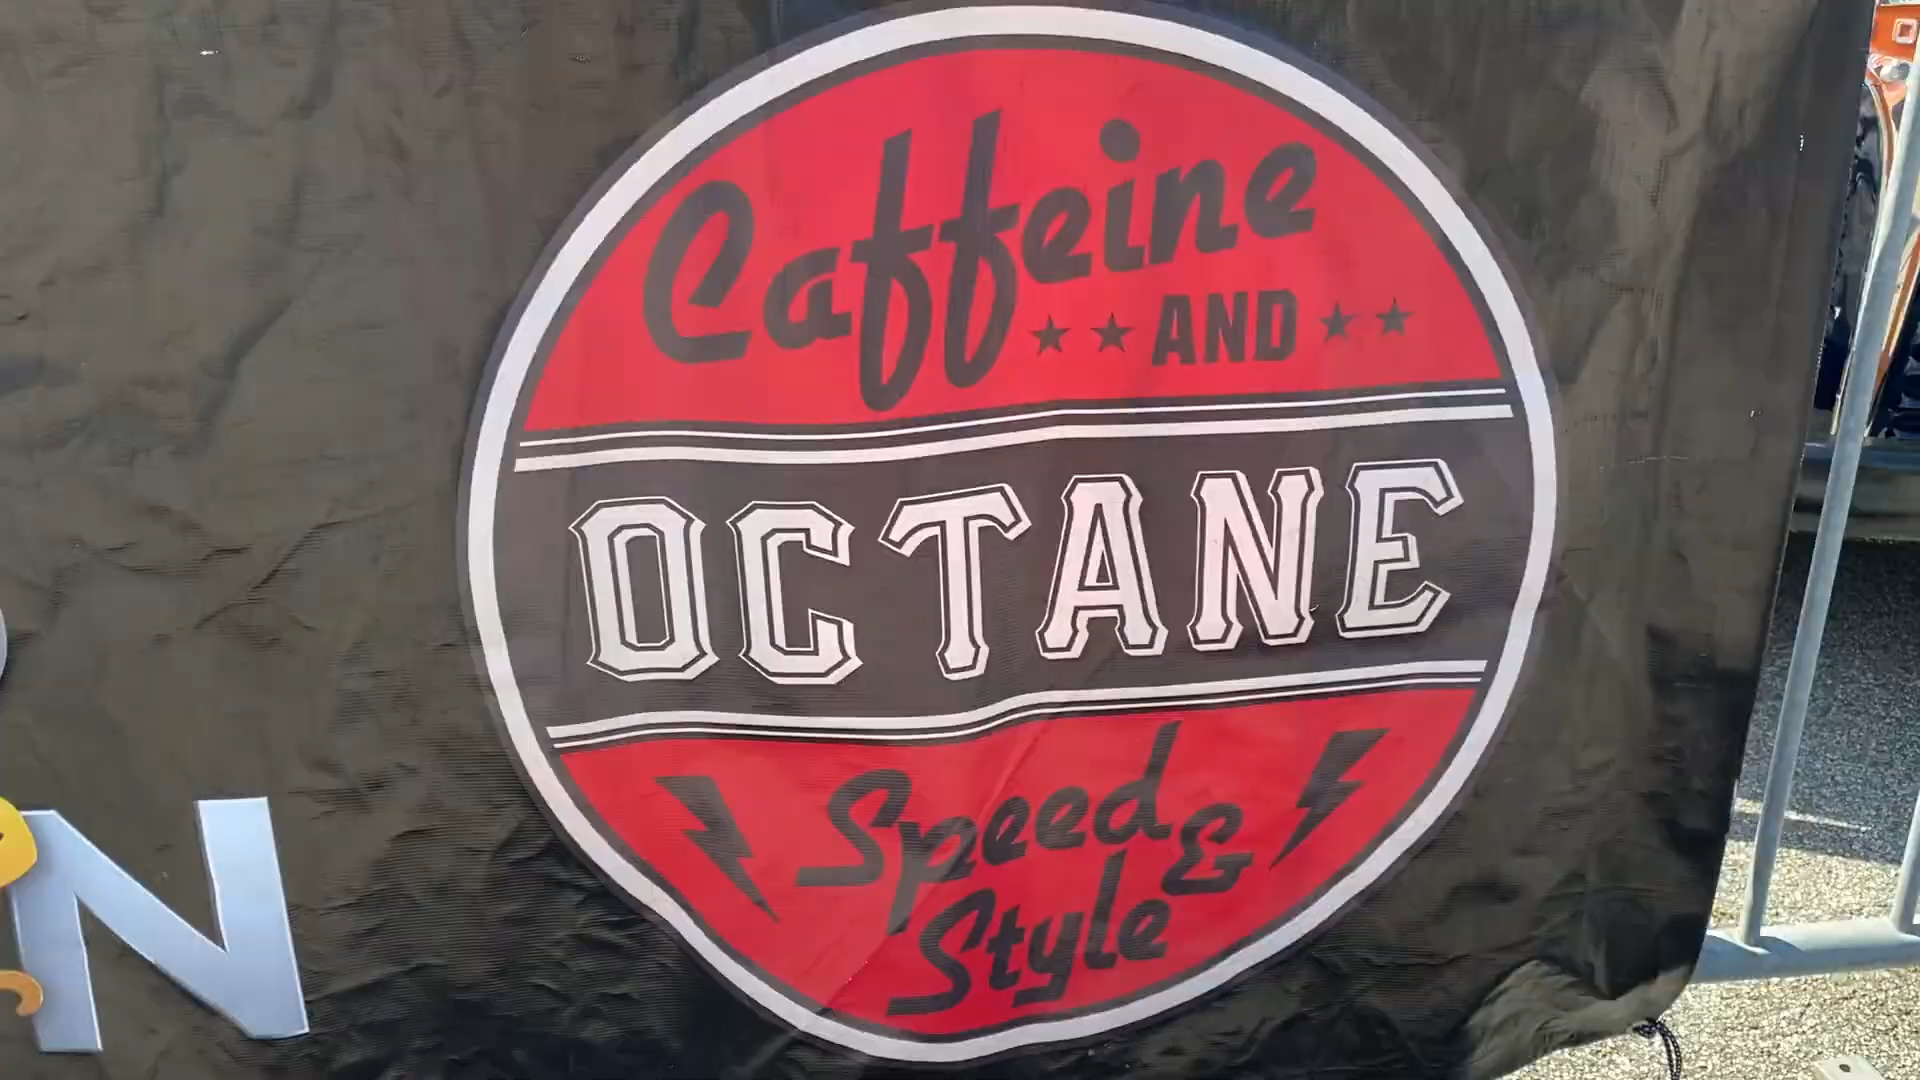 Caffeine
AND
OCTANE
Speed &
Style
N